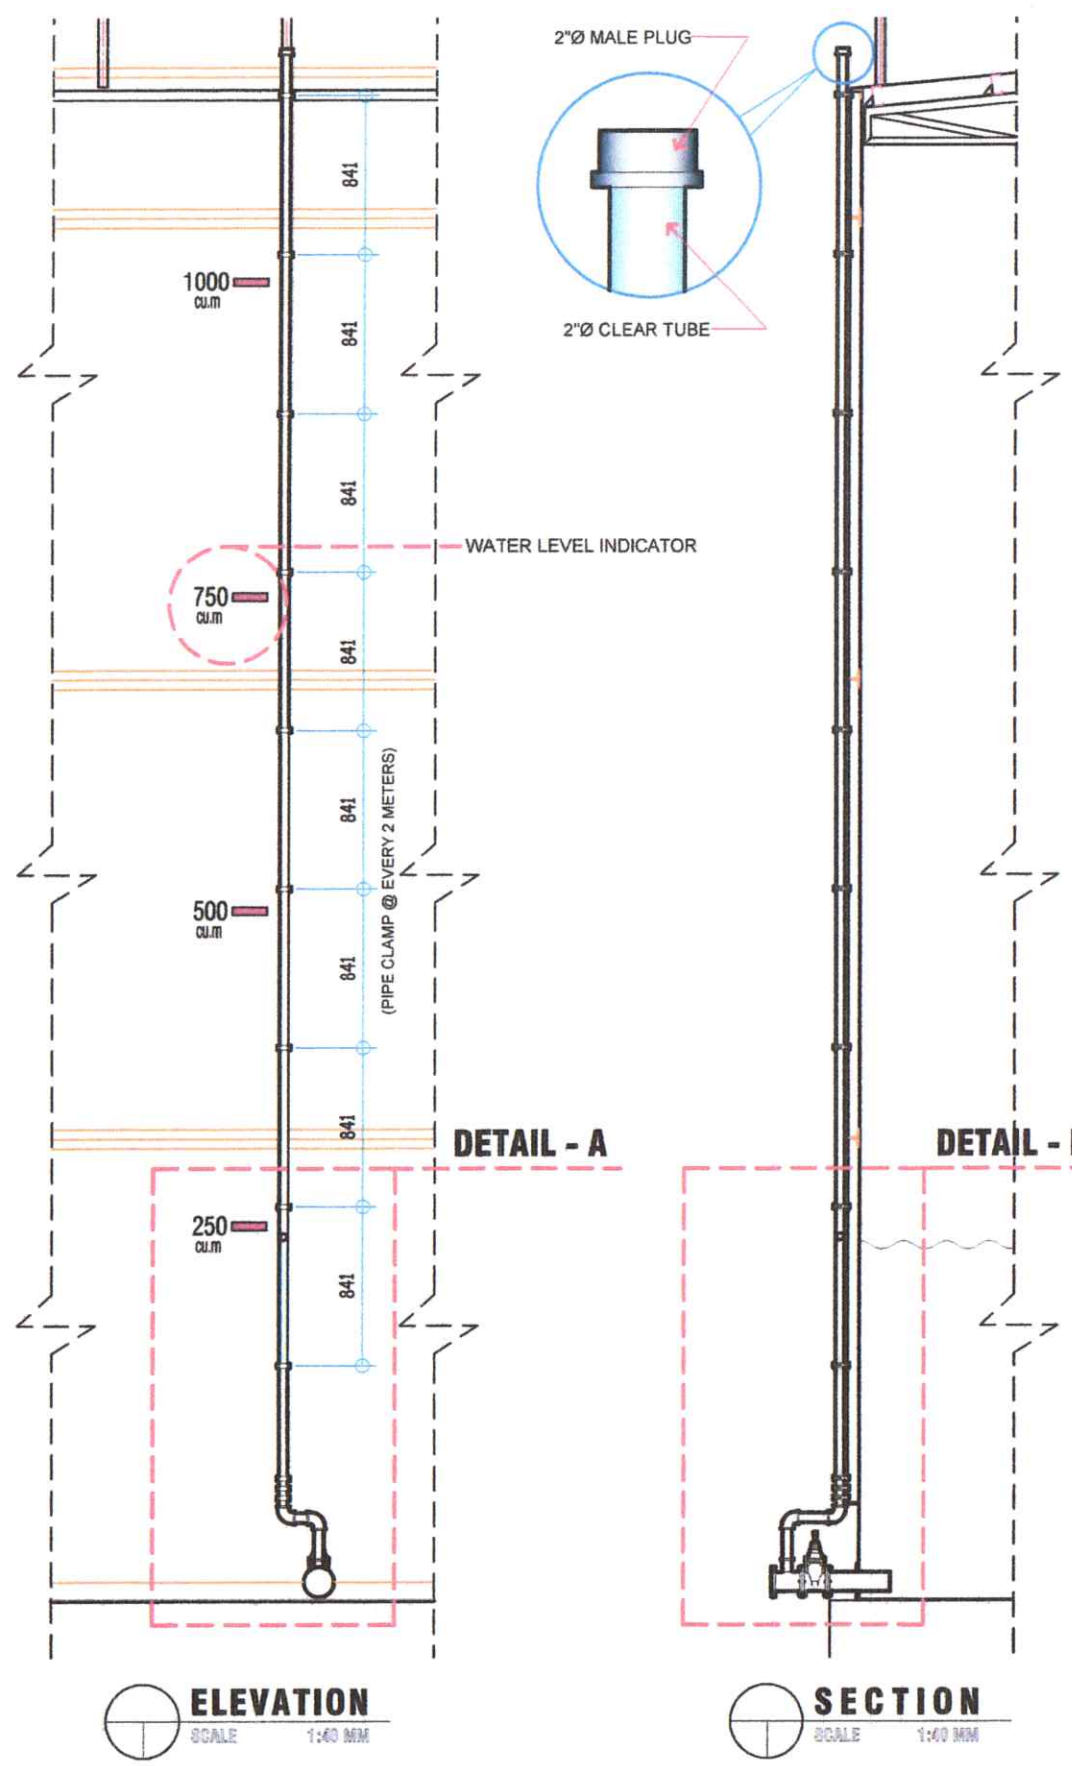 2"Ø MALE PLUG
841
1000
cu.m
2"Ø CLEAR TUBE
841
841
WATER LEVEL INDICATOR
750
cu.m
841
(PIPE CLAMP @ EVERY 2 METERS)
841
500
cu.m
841
841
DETAIL - A
DETAIL -
250
cu.m
841
ELEVATION
SCALE 1:40 MM
SECTION
SCALE 1:40 MM